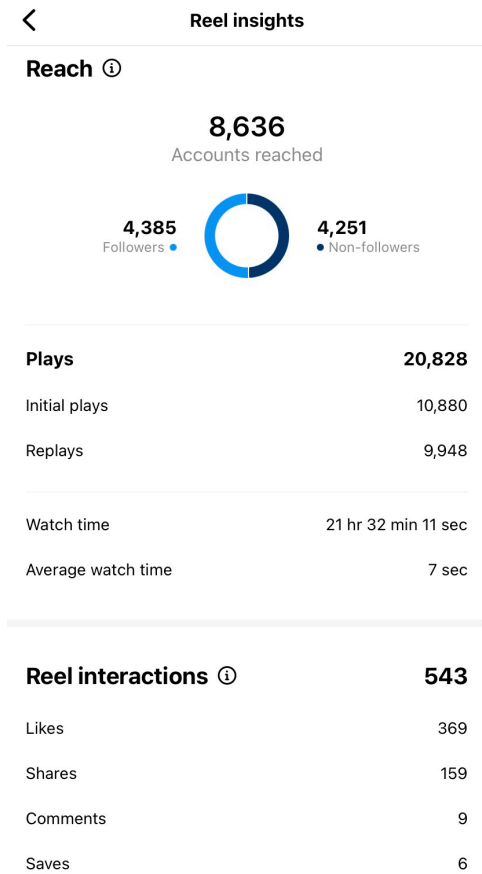 Reel insights
Reach
8,636
Accounts reached
4,385
Followers
4,251
Non-followers
Plays 20,828
Initial plays 10,880
Replays 9,948
Watch time 21 hr 32 min 11 sec
Average watch time 7 sec
Reel interactions 543
Likes 369
Shares 159
Comments 9
Saves 6